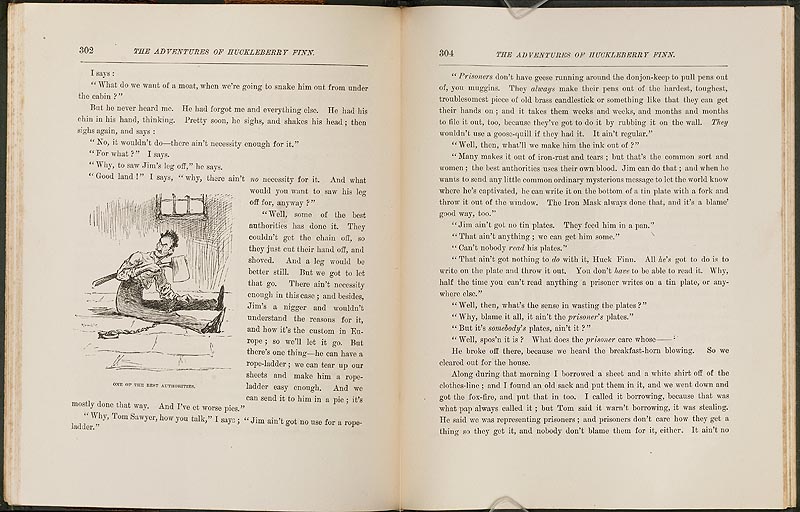 302
THE ADVENTURES OF HUCKLEBERRY FINN.
I says :
“ What do we want of a moat, when we're going to snake him out from under
the cabin ? ”
But he never heard me. He had forgot me and everything else. He had his
chin in his hand, thinking. Pretty soon, he sighs, and shakes his head ; then
sighs again, and says :
“ No, it wouldn't do—there ain't necessity enough for it.”
“ For what ? ” I says.
“ Why, to saw Jim's leg off,” he says.
“ Good land ! ” I says, “ why, there ain't no necessity for it. And what
would you want to saw his leg
off for, anyway ? ”
“ Well, some of the best
authorities has done it. They
couldn't get the chain off, so
they just cut their hand off, and
shoved. And a leg would be
better still. But we got to let
that go. There ain't necessity
enough in this case ; and besides,
Jim's a nigger and wouldn't
understand the reasons for it,
and how it's the custom in Eu-
rope ; so we'll let it go. But
there's one thing—he can have a
rope-ladder ; we can tear up our
sheets and make him a rope-
ladder easy enough. And we
can send it to him in a pie ; it's
ONE OF THE BEST AUTHORITIES.
mostly done that way. And I've et worse pies.”
“ Why, Tom Sawyer, how you talk,” I says ; “ Jim ain't got no use for a rope-
ladder.”
304
THE ADVENTURES OF HUCKLEBERRY FINN.
“ Prisoners don't have geese running around the donjon-keep to pull pens out
of, you muggins. They always make their pens out of the hardest, toughest,
troublesomest piece of old brass candlestick or something like that they can get
their hands on ; and it takes them weeks and weeks, and months and months
to file it out, too, because they've got to do it by rubbing it on the wall. They
wouldn't use a goose-quill if they had it. It ain't regular.”
“ Well, then, what'll we make him the ink out of ? ”
“ Many makes it out of iron-rust and tears ; but that's the common sort and
women ; the best authorities uses their own blood. Jim can do that ; and when he
wants to send any little common ordinary mysterious message to let the world know
where he's captivated, he can write it on the bottom of a tin plate with a fork and
throw it out of the window. The Iron Mask always done that, and it's a blame'
good way, too.”
“ Jim ain't got no tin plates. They feed him in a pan.”
“ That ain't anything ; we can get him some.”
“ Can't nobody read his plates.”
“ That ain't got nothing to do with it, Huck Finn. All he's got to do is to
write on the plate and throw it out. You don't have to be able to read it. Why,
half the time you can't read anything a prisoner writes on a tin plate, or any-
where else.”
“ Well, then, what's the sense in wasting the plates ? ”
“ Why, blame it all, it ain't the prisoner's plates.”
“ But it's somebody's plates, ain't it ? ”
“ Well, spos'n it is ? What does the prisoner care whose—— ”
He broke off there, because we heard the breakfast-horn blowing. So we
cleared out for the house.
Along during that morning I borrowed a sheet and a white shirt off of the
clothes-line ; and I found an old sack and put them in it, and we went down and
got the fox-fire, and put that in too. I called it borrowing, because that was
what pap always called it ; but Tom said it warn't borrowing, it was stealing.
He said we was representing prisoners ; and prisoners don't care how they get a
thing so they get it, and nobody don't blame them for it, either. It ain't no